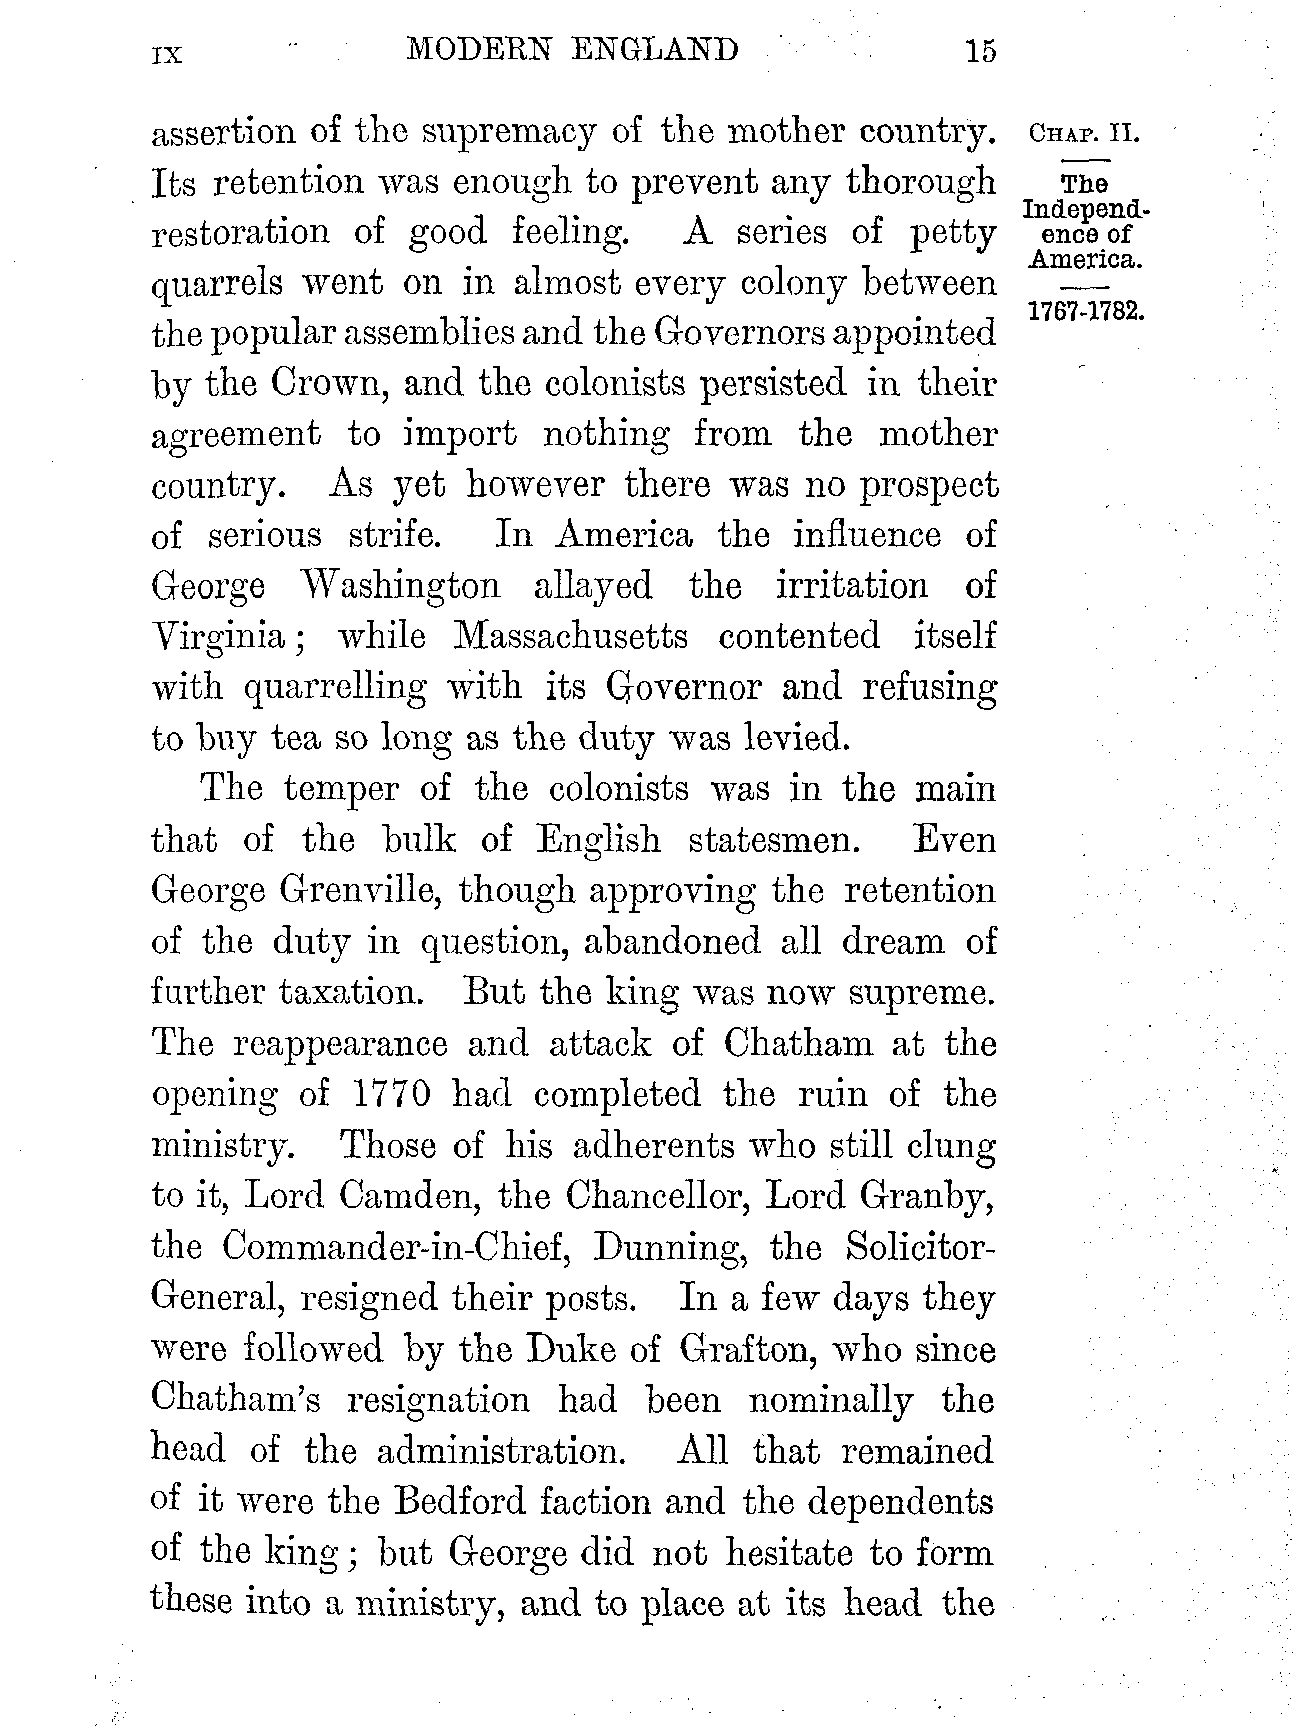 IX MODERN ENGLAND 15
assertion of the supremacy of the mother country.
Its retention was enough to prevent any thorough
restoration of good feeling. A series of petty
quarrels went on in almost every colony between
the popular assemblies and the Governors appointed
by the Crown, and the colonists persisted in their
agreement to import nothing from the mother
country. As yet however there was no prospect
of serious strife. In America the influence of
George Washington allayed the irritation of
Virginia; while Massachusetts contented itself
with quarrelling with its Governor and refusing
to buy tea so long as the duty was levied.
The temper of the colonists was in the main
that of the bulk of English statesmen. Even
George Grenville, though approving the retention
of the duty in question, abandoned all dream of
further taxation. But the king was now supreme.
The reappearance and attack of Chatham at the
opening of 1770 had completed the ruin of the
ministry. Those of his adherents who still clung
to it, Lord Camden, the Chancellor, Lord Granby,
the Commander-in-Chief, Dunning, the Solicitor-
General, resigned their posts. In a few days they
were followed by the Duke of Grafton, who since
Chatham's resignation had been nominally the
head of the administration. All that remained
of it were the Bedford faction and the dependents
of the king; but George did not hesitate to form
these into a ministry, and to place at its head the
CHAP. II.
The
Independ-
ence of
America.
1767-1782.